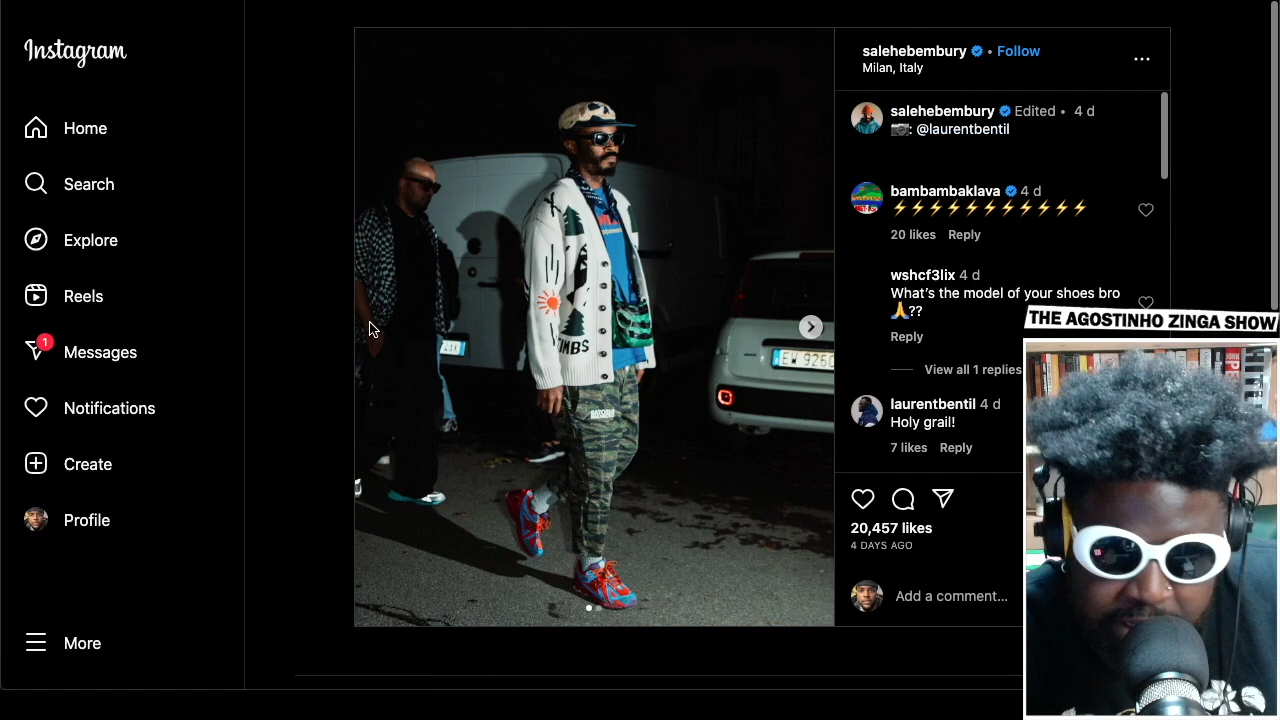 Instagram
Home
Search
Explore
Reels
1
Messages
Notifications
Create
Profile
More
salehebembury • Follow
Milan, Italy
salehebembury Edited • 4 d
📷: @laurentbentil
bambambaklava 4 d
⚡⚡⚡⚡⚡⚡⚡⚡⚡⚡⚡
20 likes Reply
wshcf3lix 4 d
What's the model of your shoes bro
🙏??
Reply
View all 1 replies
laurentbentil 4 d
Holy grail!
7 likes Reply
20,457 likes
4 DAYS AGO
Add a comment...
THE AGOSTINHO ZINGA SHOW